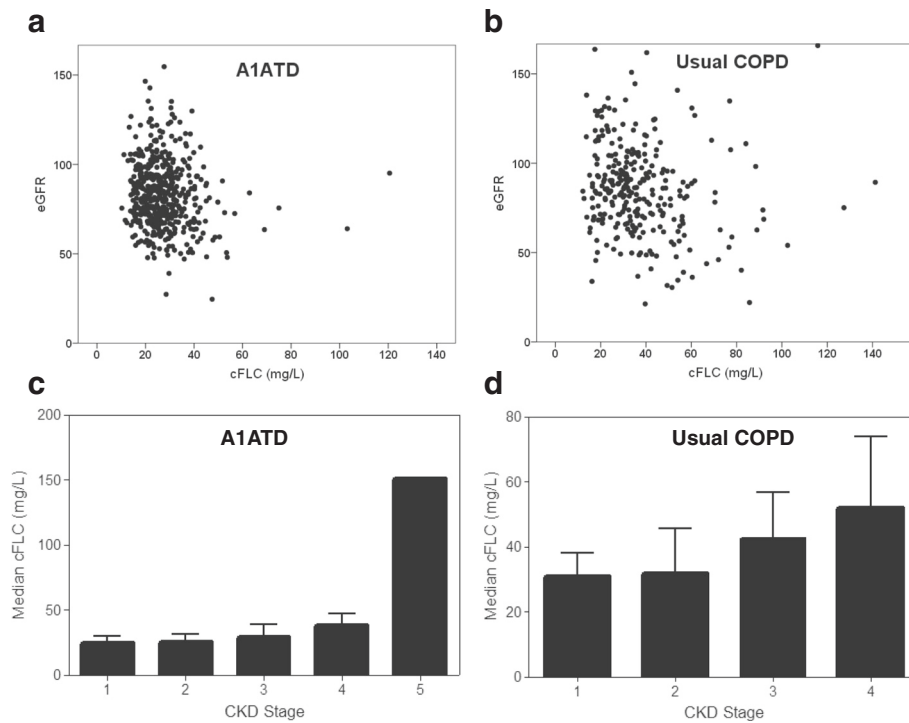 a
A1ATD
150
100
50
0
eGFR
0 20 40 60 80 100 120 140
cFLC (mg/L)
b
Usual COPD
150
100
50
0
eGFR
0 20 40 60 80 100 120 140
cFLC (mg/L)
c
A1ATD
200
150
100
50
0
Median cFLC (mg/L)
1 2 3 4 5
CKD Stage
d
Usual COPD
80
60
40
20
0
Median cFLC (mg/L)
1 2 3 4
CKD Stage